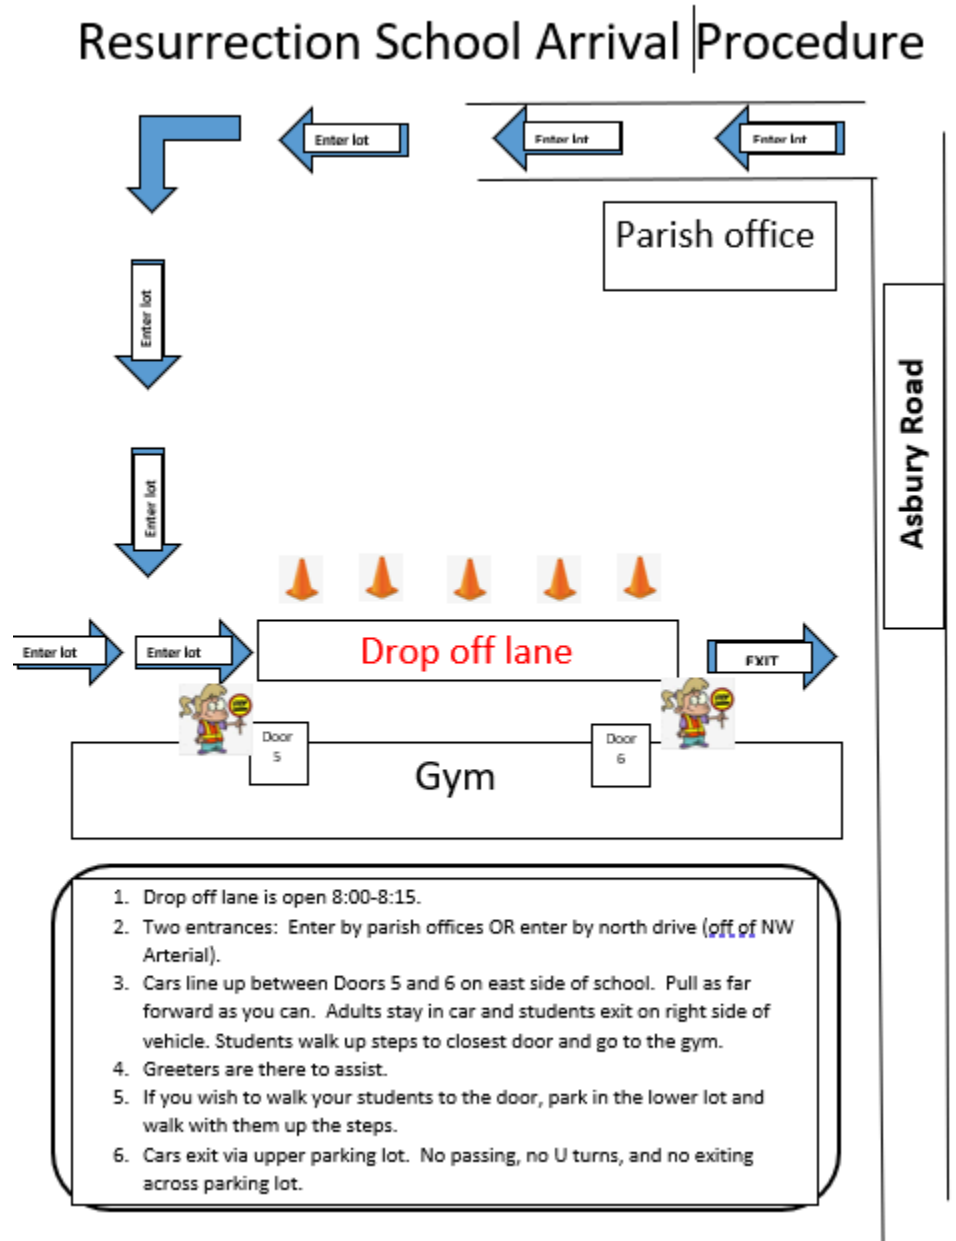 Resurrection School Arrival Procedure
Enter lot
Enter lot
Enter lot
Parish office
Enter lot
Asbury Road
Enter lot
Enter lot
Enter lot
Drop off lane
EXIT
Door
5
Door
6
Gym
1. Drop off lane is open 8:00-8:15.
2. Two entrances: Enter by parish offices OR enter by north drive (off of NW
Arterial).
3. Cars line up between Doors 5 and 6 on east side of school. Pull as far
forward as you can. Adults stay in car and students exit on right side of
vehicle. Students walk up steps to closest door and go to the gym.
4. Greeters are there to assist.
5. If you wish to walk your students to the door, park in the lower lot and
walk with them up the steps.
6. Cars exit via upper parking lot. No passing, no U turns, and no exiting
across parking lot.